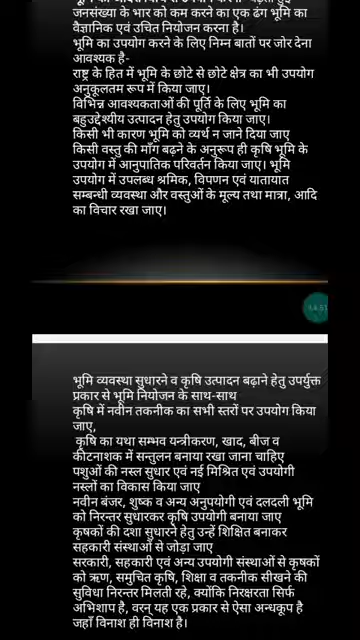 जनसंख्या के भार को कम करने का एक ढंग भूमि का
वैज्ञानिक एवं उचित नियोजन करना है।
भूमि का उपयोग करने के लिए निम्न बातों पर जोर देना
आवश्यक है-
राष्ट्र के हित में भूमि के छोटे से छोटे क्षेत्र का भी उपयोग
अनुकूलतम रूप में किया जाए।
विभिन्न आवश्यकताओं की पूर्ति के लिए भूमि का
बहुउद्देश्यीय उत्पादन हेतु उपयोग किया जाए।
किसी भी कारण भूमि को व्यर्थ न जाने दिया जाए
किसी वस्तु की माँग बढ़ने के अनुरूप ही कृषि भूमि के
उपयोग में आनुपातिक परिवर्तन किया जाए। भूमि
उपयोग में उपलब्ध श्रमिक, विपणन एवं यातायात
सम्बन्धी व्यवस्था और वस्तुओं के मूल्य तथा मात्रा, आदि
का विचार रखा जाए।
भूमि व्यवस्था सुधारने व कृषि उत्पादन बढ़ाने हेतु उपर्युक्त
प्रकार से भूमि नियोजन के साथ-साथ
कृषि में नवीन तकनीक का सभी स्तरों पर उपयोग किया
जाए,
कृषि का यथा सम्भव यन्त्रीकरण, खाद, बीज व
कीटनाशक में सन्तुलन बनाया रखा जाना चाहिए
पशुओं की नस्ल सुधार एवं नई मिश्रित एवं उपयोगी
नस्लों का विकास किया जाए
नवीन बंजर, शुष्क व अन्य अनुपयोगी एवं दलदली भूमि
को निरन्तर सुधारकर कृषि उपयोगी बनाया जाए
कृषकों की दशा सुधारने हेतु उन्हें शिक्षित बनाकर
सहकारी संस्थाओं से जोड़ा जाए
सरकारी, सहकारी एवं अन्य उपयोगी संस्थाओं से कृषकों
को ऋण, समुचित कृषि, शिक्षा व तकनीक सीखने की
सुविधा निरन्तर मिलती रहे, क्योंकि निरक्षरता सिर्फ
अभिशाप है, वरन् यह एक प्रकार से ऐसा अन्धकूप है
जहाँ विनाश ही विनाश है।